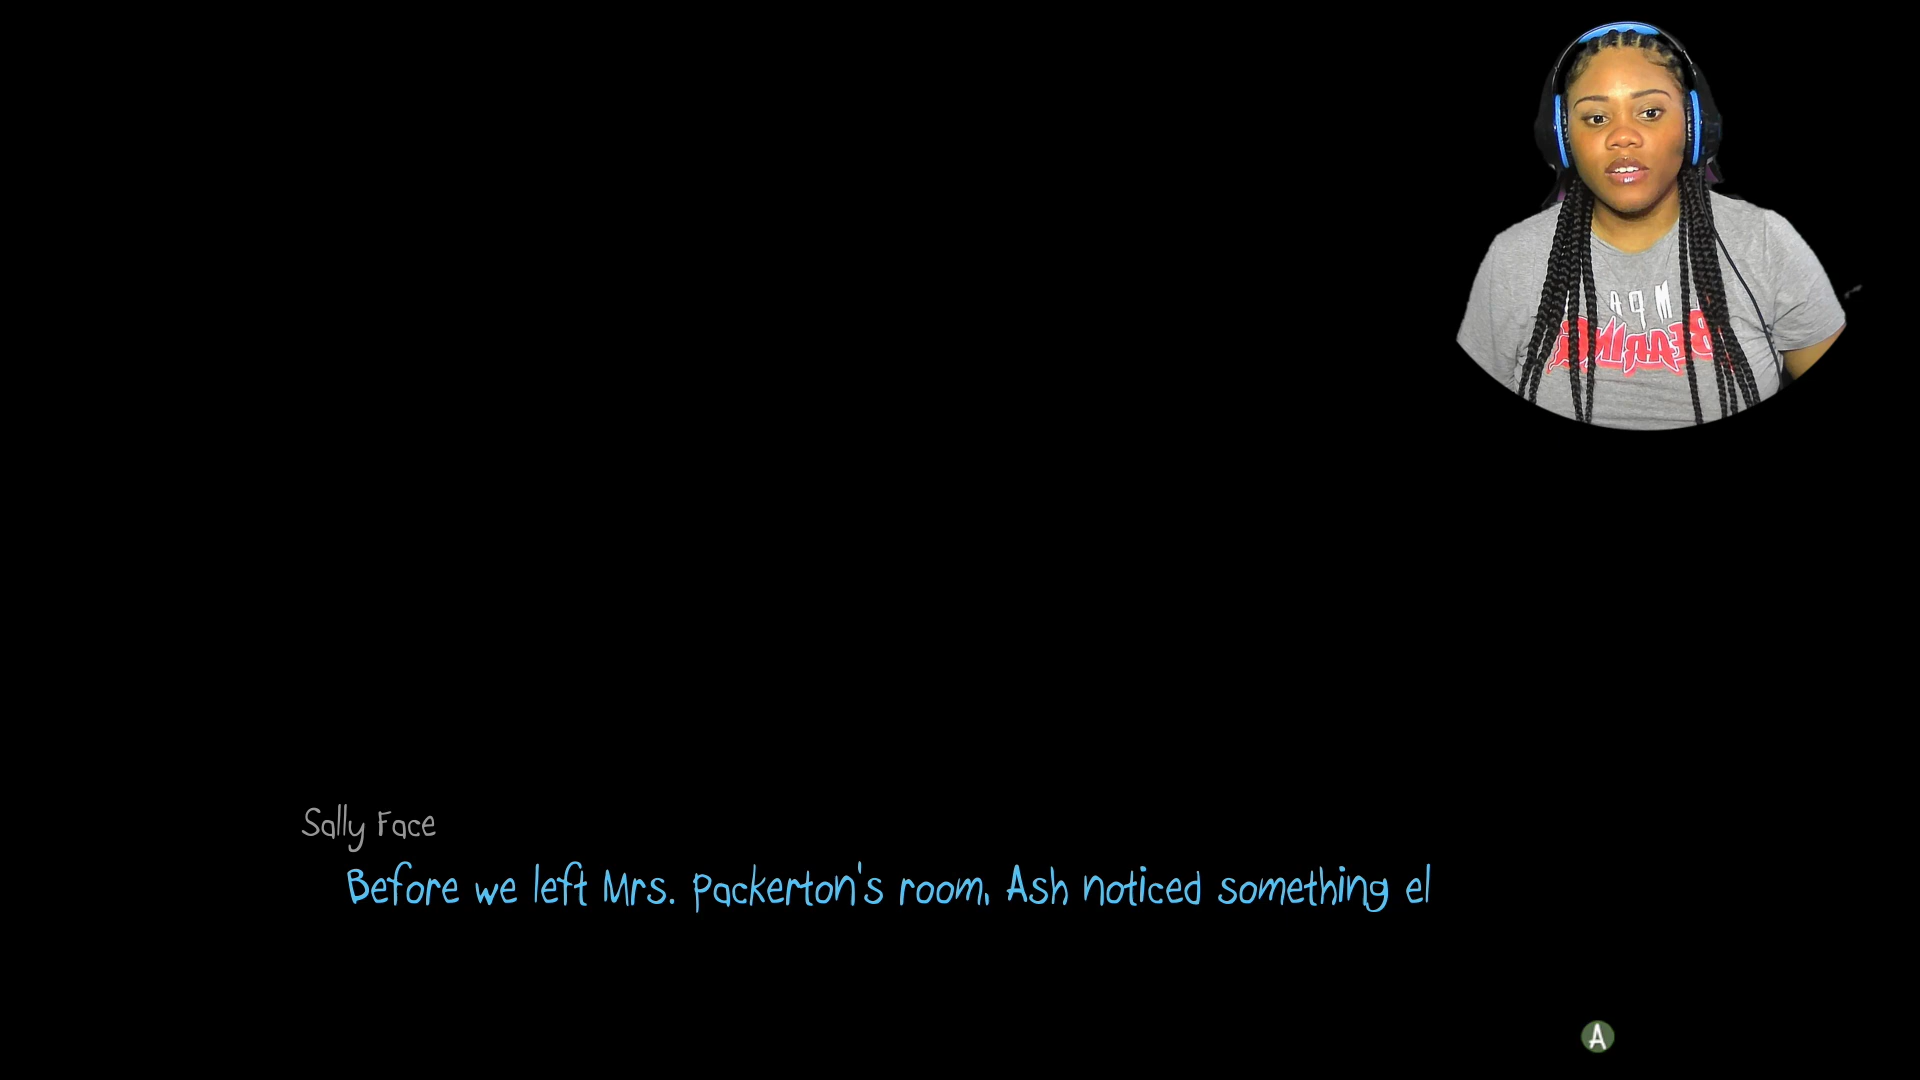 Sally Face
Before we left Mrs. Packerton's room, Ash noticed something el
A